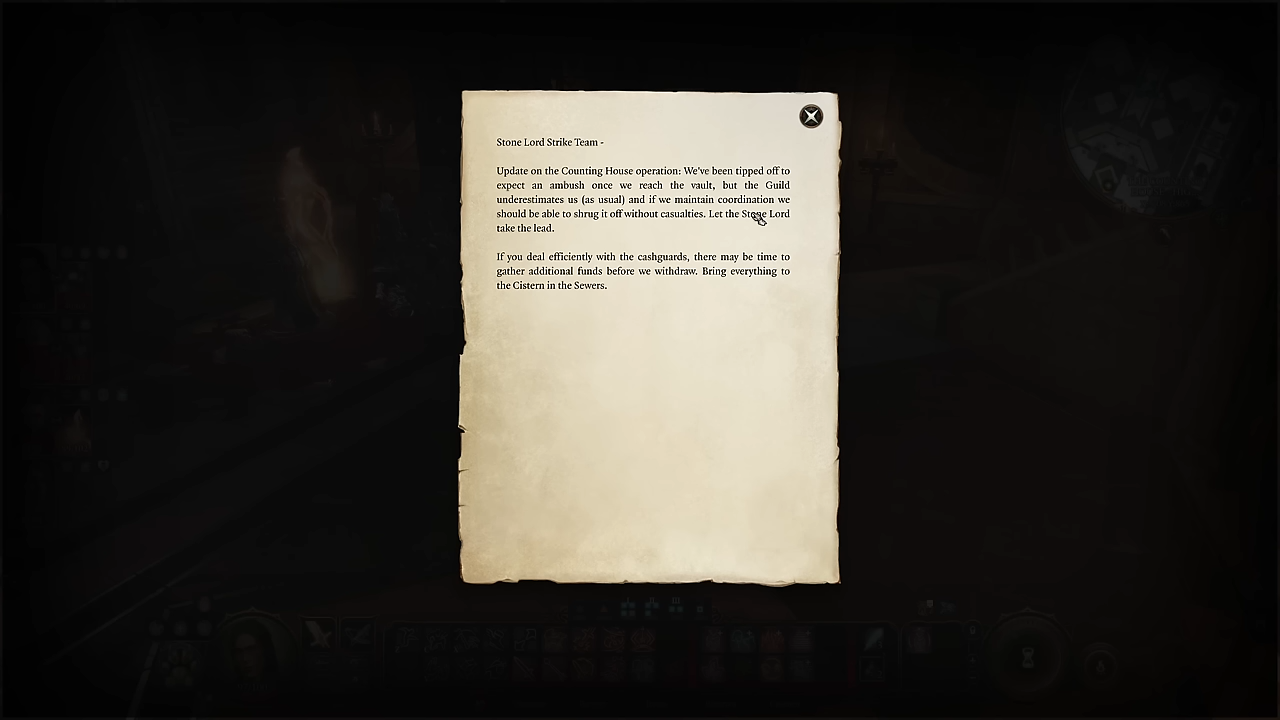 Stone Lord Strike Team -
Update on the Counting House operation: We've been tipped off to
expect an ambush once we reach the vault, but the Guild
underestimates us (as usual) and if we maintain coordination we
should be able to shrug it off without casualties. Let the Stone Lord
take the lead.
If you deal efficiently with the cashguards, there may be time to
gather additional funds before we withdraw. Bring everything to
the Cistern in the Sewers.